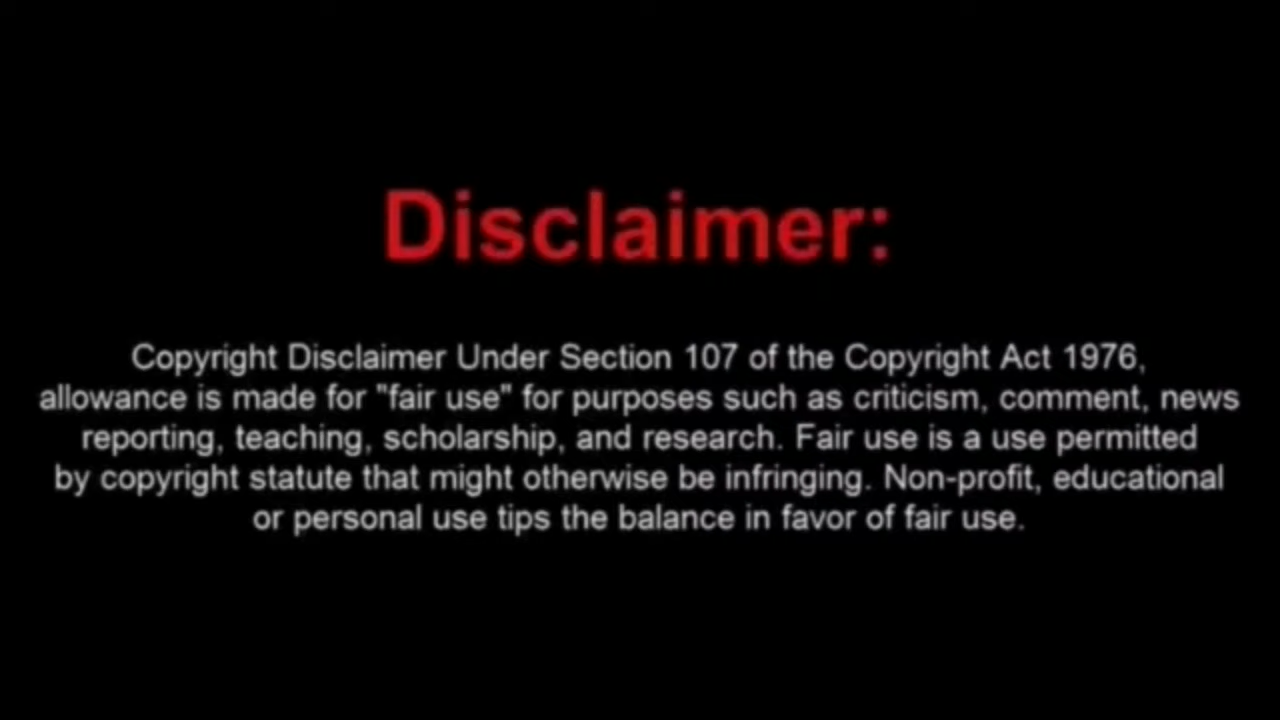 Disclaimer:
Copyright Disclaimer Under Section 107 of the Copyright Act 1976,
allowance is made for "fair use" for purposes such as criticism, comment, news
reporting, teaching, scholarship, and research. Fair use is a use permitted
by copyright statute that might otherwise be infringing. Non-profit, educational
or personal use tips the balance in favor of fair use.